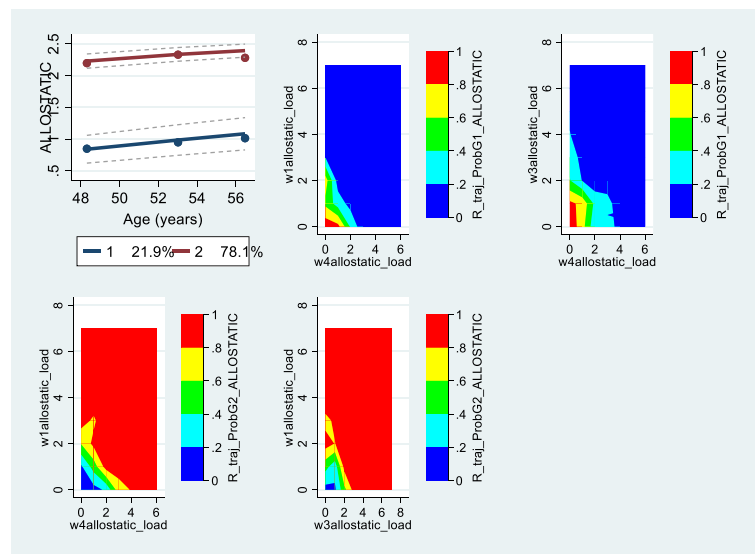 ALLOSTATIC
.5
1
1.5
2
2.5
48
50
52
54
56
Age (years)
1 21.9% 2 78.1%
w1allostatic_load
0
2
4
6
8
0 2 4 6
w4allostatic_load
0
.2
.4
.6
.8
1
R_traj_ProbG1_ALLOSTATIC
w3allostatic_load
0
2
4
6
8
0 2 4 6
w4allostatic_load
0
.2
.4
.6
.8
1
R_traj_ProbG1_ALLOSTATIC
w1allostatic_load
0
2
4
6
8
0 2 4 6
w4allostatic_load
0
.2
.4
.6
.8
1
R_traj_ProbG2_ALLOSTATIC
w1allostatic_load
0
2
4
6
8
0 2 4 6 8
w3allostatic_load
0
.2
.4
.6
.8
1
R_traj_ProbG2_ALLOSTATIC